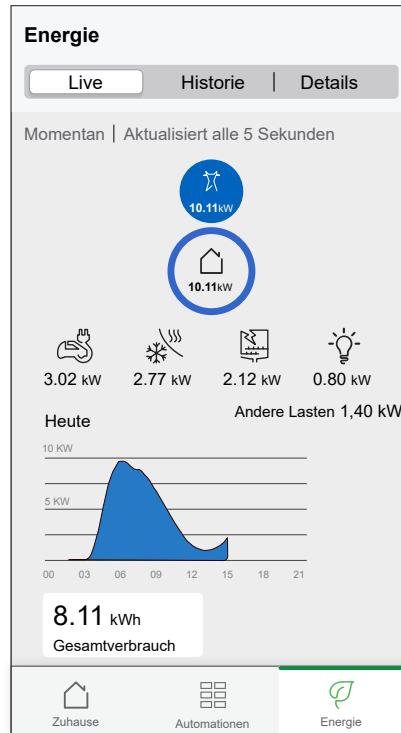 Energie
Live Historie | Details
Momentan | Aktualisiert alle 5 Sekunden
10.11kW
10.11kW
3.02 kW 2.77 kW 2.12 kW 0.80 kW
Andere Lasten 1,40 kW
Heute
10 KW
5 KW
00 03 06 09 12 15 18 21
8.11 kWh
Gesamtverbrauch
Zuhause Automationen Energie